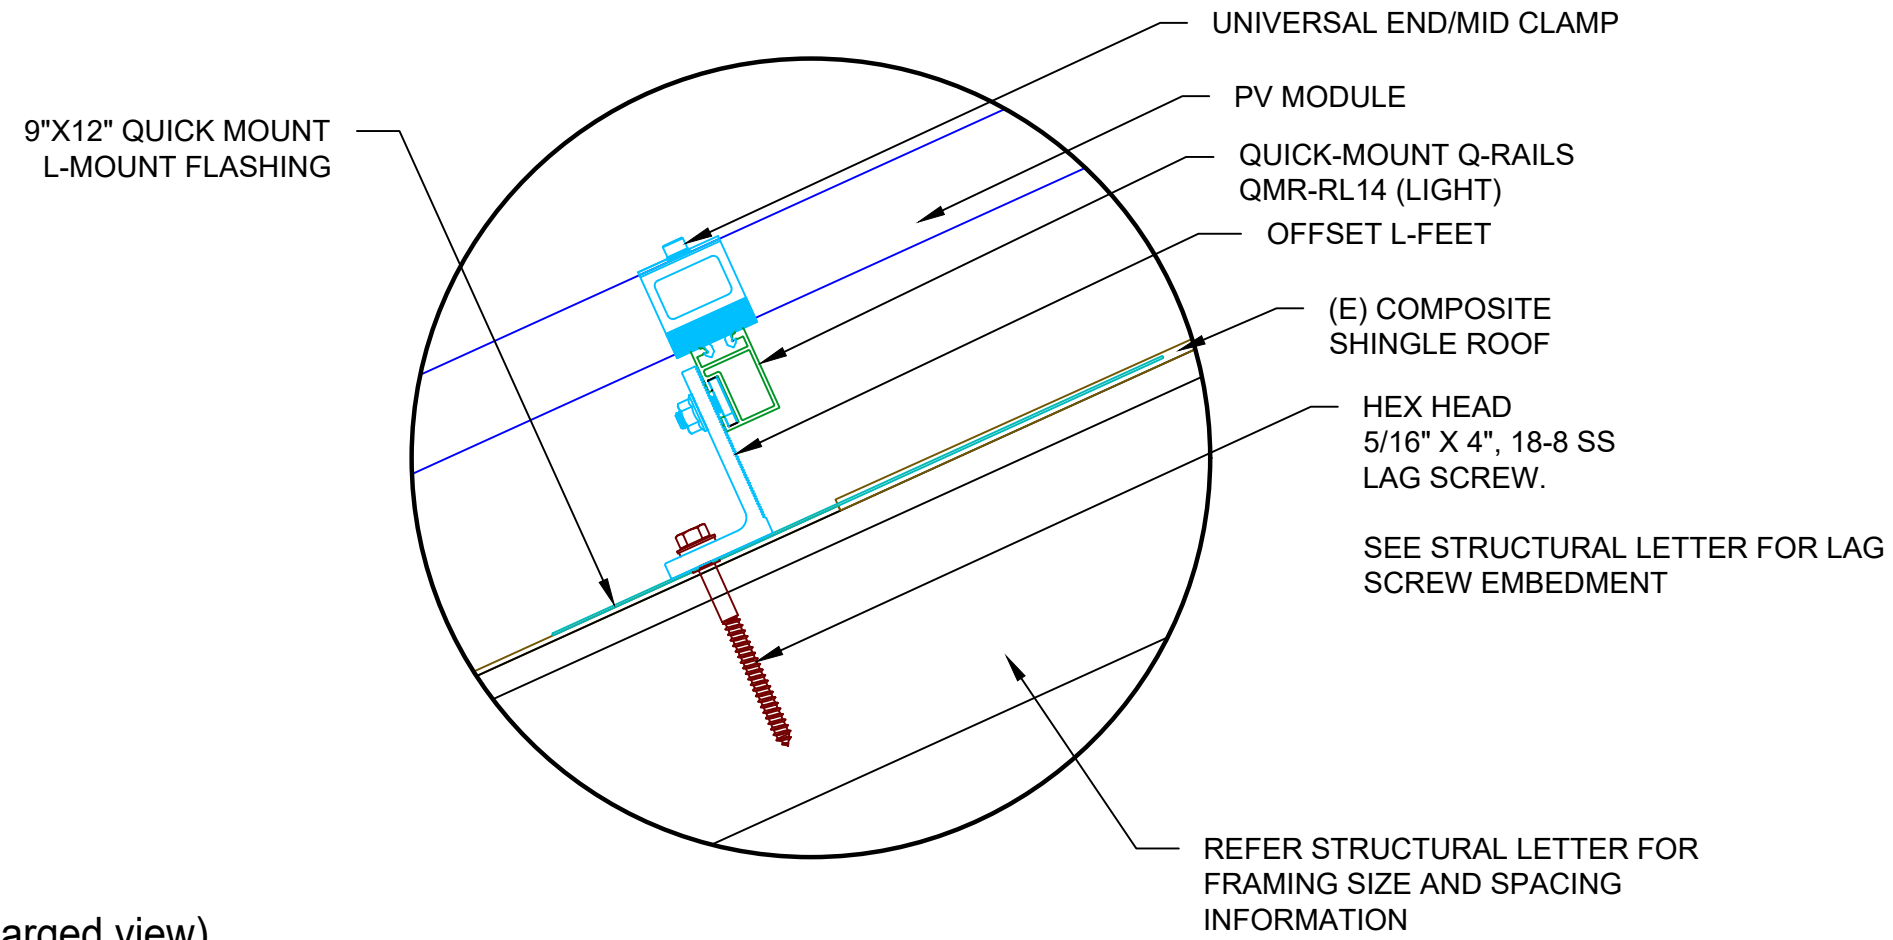 UNIVERSAL END/MID CLAMP
PV MODULE
9"X12" QUICK MOUNT
L-MOUNT FLASHING
QUICK-MOUNT Q-RAILS
QMR-RL14 (LIGHT)
OFFSET L-FEET
(E) COMPOSITE
SHINGLE ROOF
HEX HEAD
5/16" X 4", 18-8 SS
LAG SCREW.
SEE STRUCTURAL LETTER FOR LAG
SCREW EMBEDMENT
REFER STRUCTURAL LETTER FOR
FRAMING SIZE AND SPACING
INFORMATION
view)